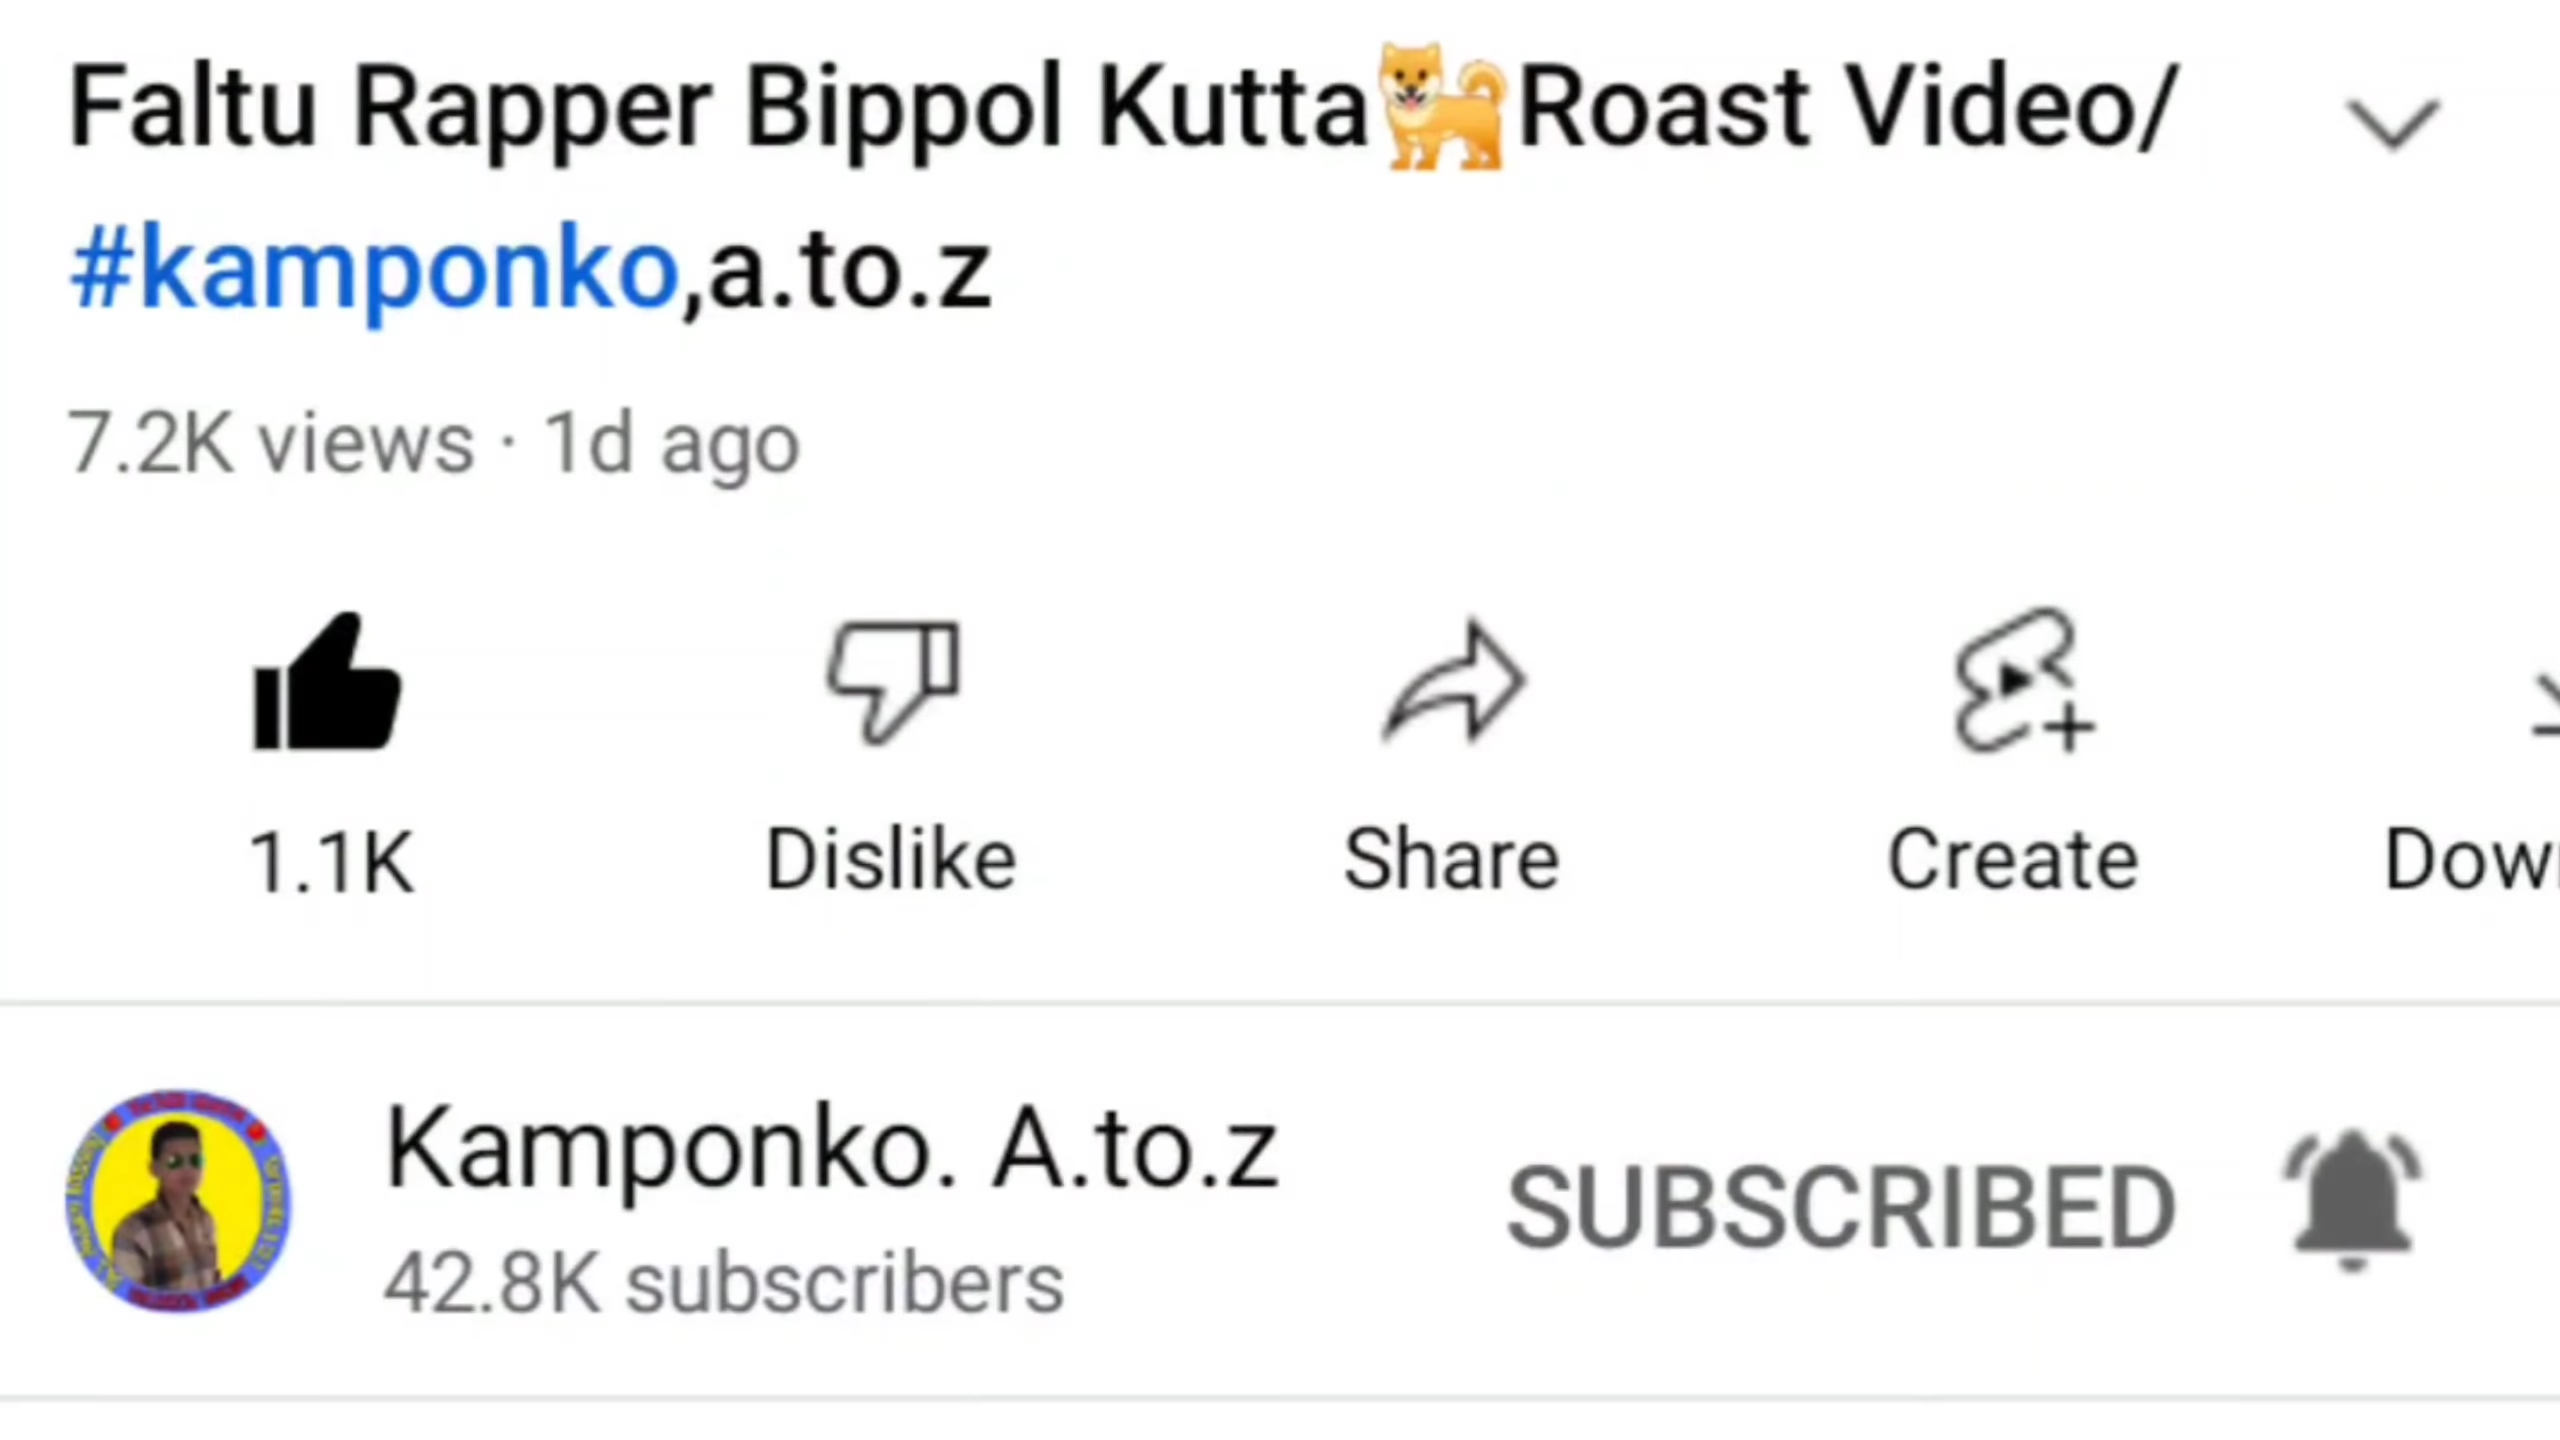 Faltu Rapper Bippol Kutta🐕Roast Video/
#kamponko,a.to.z
7.2K views · 1d ago
1.1K Dislike Share Create
Kamponko. A.to.z
SUBSCRIBED
42.8K subscribers